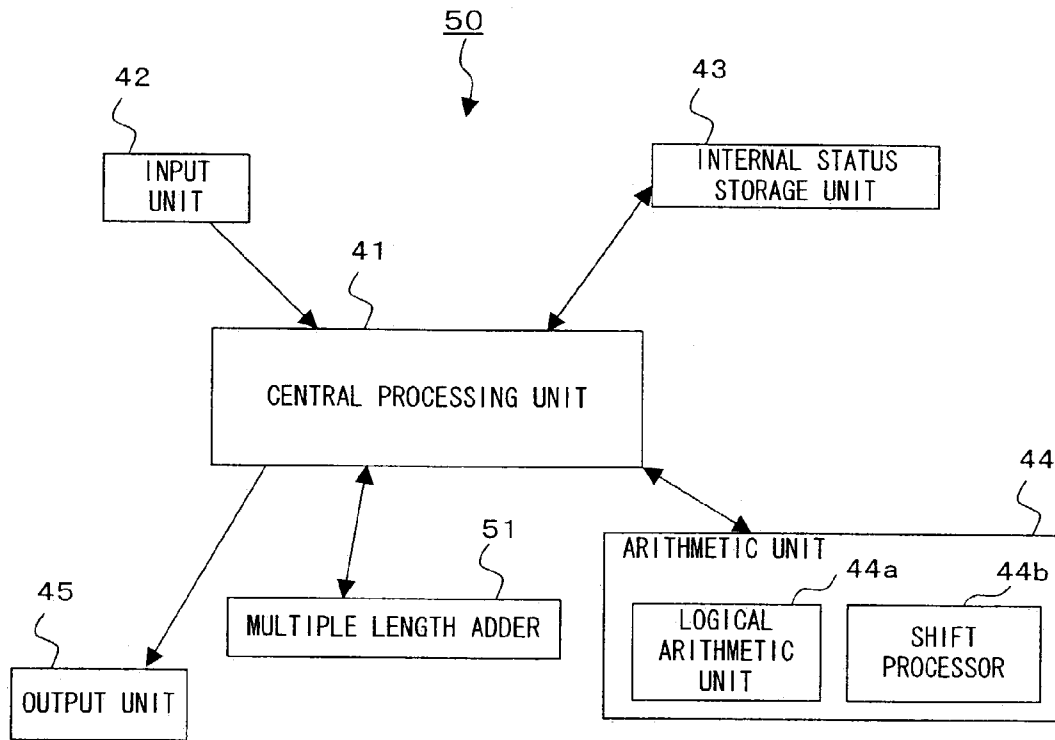 50
42
43
INPUT
UNIT
INTERNAL STATUS
STORAGE UNIT
41
CENTRAL PROCESSING UNIT
44
51
ARITHMETIC UNIT
44a
44b
45
MULTIPLE LENGTH ADDER
LOGICAL
ARITHMETIC
UNIT
SHIFT
PROCESSOR
OUTPUT UNIT